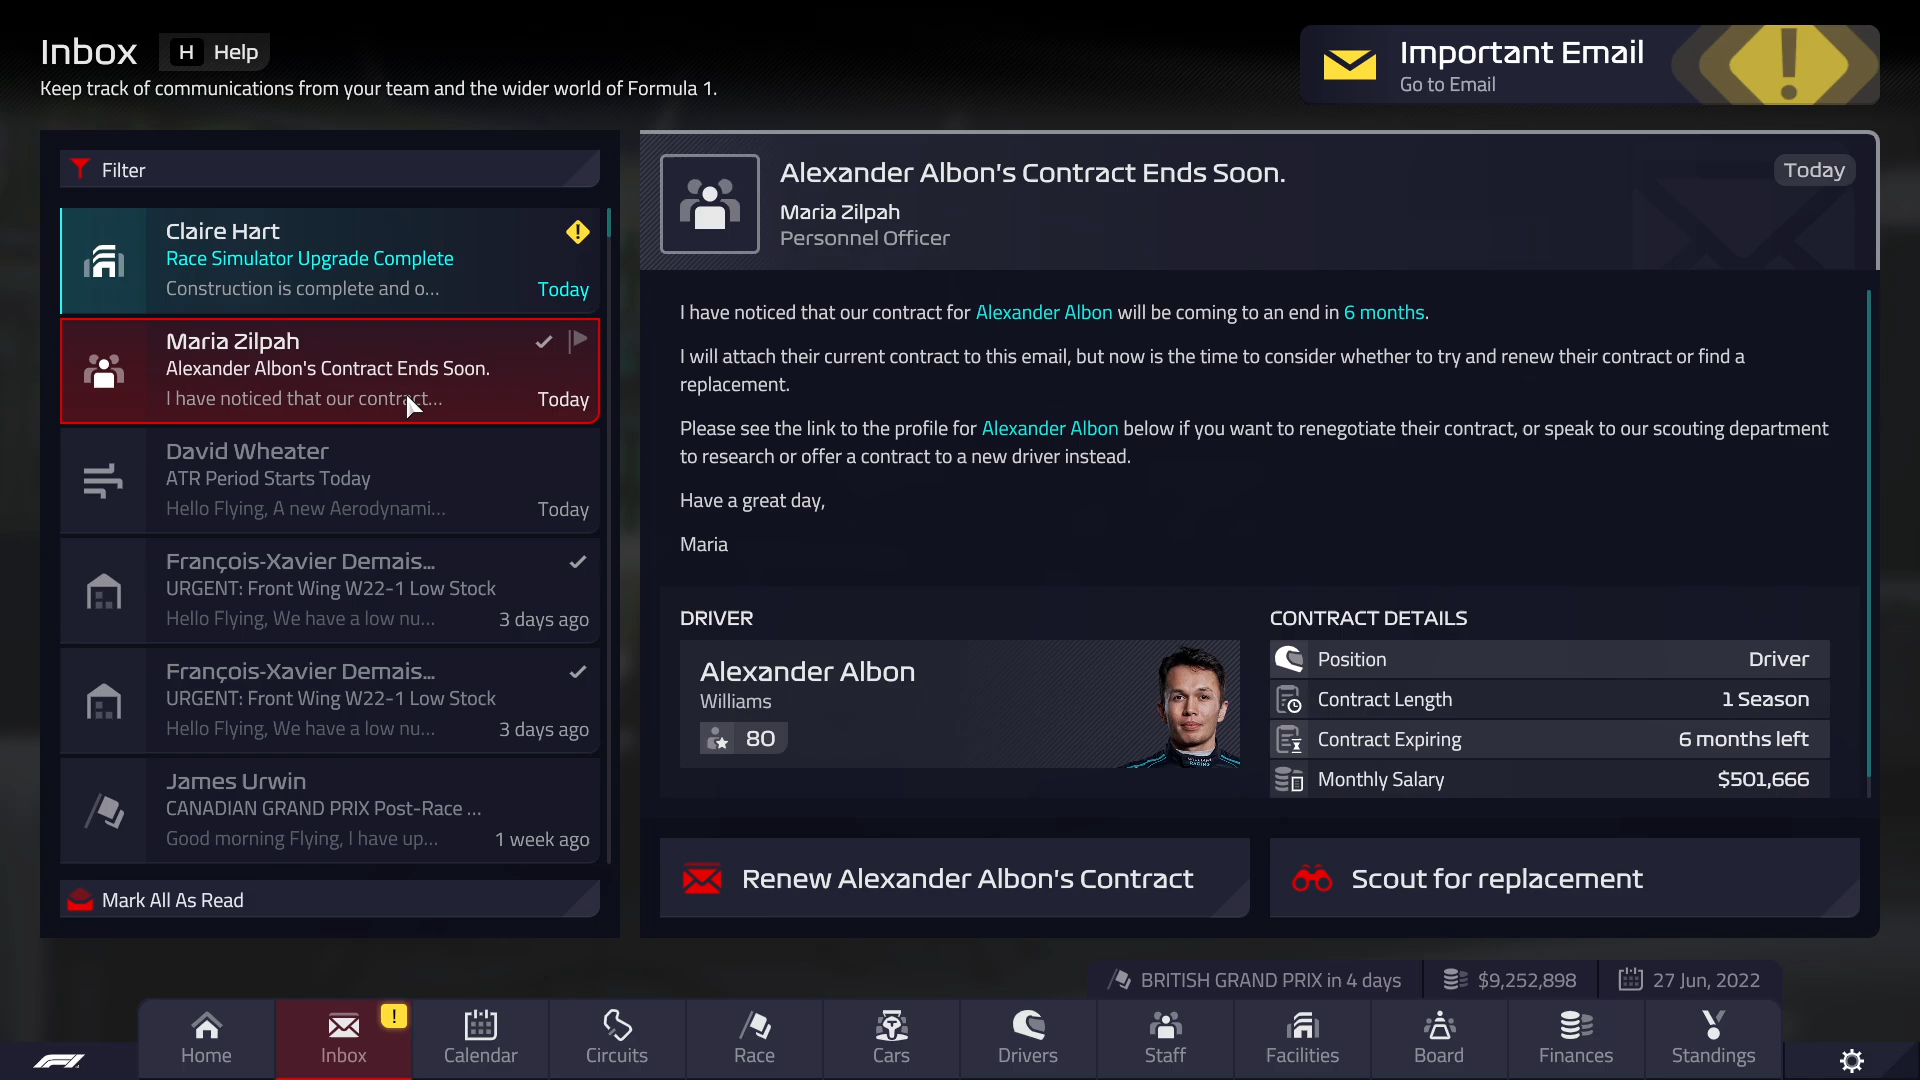 Inbox
H Help
Keep track of communications from your team and the wider world of Formula 1.
Important Email
Go to Email
Filter
Claire Hart
Race Simulator Upgrade Complete
Construction is complete and o...
Today
Maria Zilpah
Alexander Albon's Contract Ends Soon.
I have noticed that our contract...
Today
David Wheater
ATR Period Starts Today
Hello Flying, A new Aerodynami...
Today
François-Xavier Demais...
URGENT: Front Wing W22-1 Low Stock
Hello Flying, We have a low nu...
3 days ago
François-Xavier Demais...
URGENT: Front Wing W22-1 Low Stock
Hello Flying, We have a low nu...
3 days ago
James Urwin
CANADIAN GRAND PRIX Post-Race ...
Good morning Flying, I have up...
1 week ago
Mark All As Read
Alexander Albon's Contract Ends Soon.
Today
Maria Zilpah
Personnel Officer
I have noticed that our contract for Alexander Albon will be coming to an end in 6 months.
I will attach their current contract to this email, but now is the time to consider whether to try and renew their contract or find a
replacement.
Please see the link to the profile for Alexander Albon below if you want to renegotiate their contract, or speak to our scouting department
to research or offer a contract to a new driver instead.
Have a great day,
Maria
DRIVER
Alexander Albon
Williams
80
CONTRACT DETAILS
Position Driver
Contract Length 1 Season
Contract Expiring 6 months left
Monthly Salary $501,666
Renew Alexander Albon's Contract
Scout for replacement
BRITISH GRAND PRIX in 4 days
$9,252,898
27 Jun, 2022
Home
Inbox
!
Calendar
Circuits
Race
Cars
Drivers
Staff
Facilities
Board
Finances
Standings